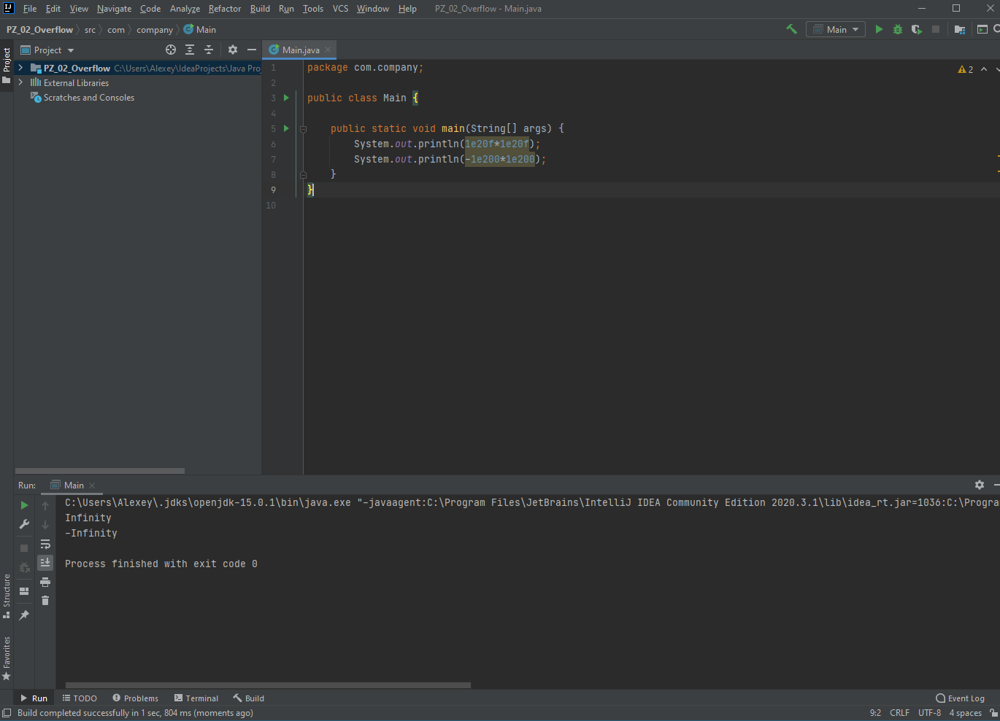 IJ File Edit View Navigate Code Analyze Refactor Build Run Tools VCS Window Help PZ_02_Overflow - Main.java
PZ_02_Overflow src com company Main Main
Project
Project
Main.java
PZ_02_Overflow C:\Users\Alexey\IdeaProjects\Java Pro
External Libraries
Scratches and Consoles
2
1 package com.company;
2
3 public class Main {
4
5 public static void main(String[] args) {
6 System.out.println(1e20f*1e20f);
7 System.out.println(-1e200*1e200);
8 }
9 }
10
Run: Main
C:\Users\Alexey\.jdks\openjdk-15.0.1\bin\java.exe "-javaagent:C:\Program Files\JetBrains\IntelliJ IDEA Community Edition 2020.3.1\lib\idea_rt.jar=1036:C:\Progra
Infinity
-Infinity
Process finished with exit code 0
Structure
Favorites
Run TODO Problems Terminal Build Event Log
Build completed successfully in 1 sec, 804 ms (moments ago) 9:2 CRLF UTF-8 4 spaces